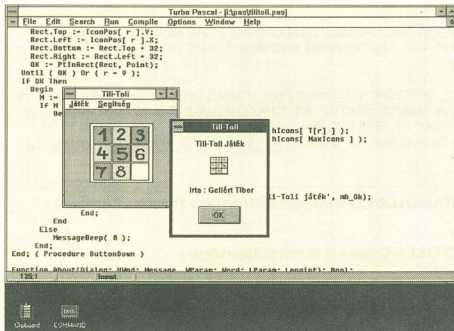 Turbo Pascal - [i:\pas\tilitoli.pas]
File Edit Search Run Compile Options Window Help
Rect.Top := IconPos[ r ].Y;
Rect.Left := IconPos[ r ].X;
Rect.Bottom := Rect.Top + 32;
Rect.Right := Rect.Left + 32;
OK := PtInRect(Rect, Point);
Until ( OK ) Or ( r = 9 );
If OK Then
Begin
N :=
If N
Be
hIcons[ T[r] ] );
hIcons[ MaxIcons ] );
li-Toli játék', mb_Ok);
End;
End
Else
MessageBeep( 0 );
End;
End; { Procedure ButtonDown }
Function About(Dialog: HWnd; Message, WParam: Word; LParam: Longint): Bool;
125:1 Insert
Tili-Toli
Játék Segítség
1 2 3
4 5 6
7 8
Tili-Toli
Tili-Toli Játék
Irta : Gellért Tibor
OK
Clipboard COMMAND